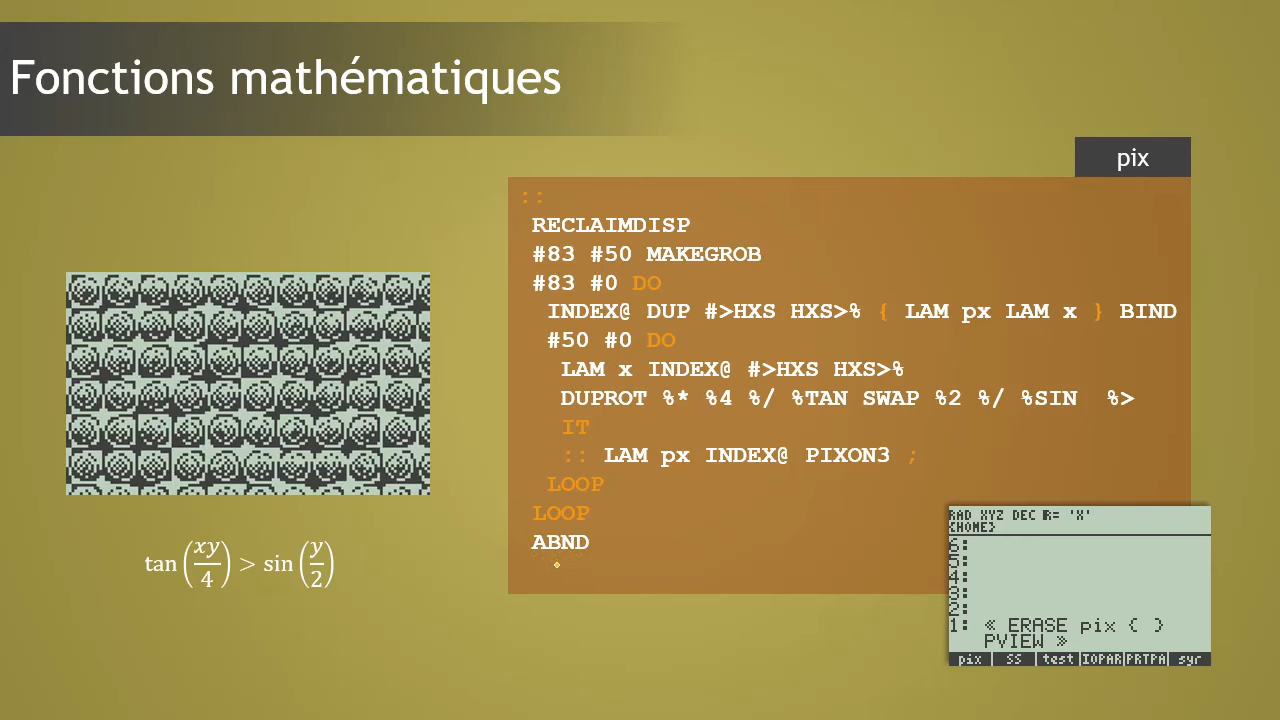 Fonctions mathématiques
pix
::
RECLAIMDISP
#83 #50 MAKEGROB
#83 #0 DO
INDEX@ DUP #>HXS HXS>% { LAM px LAM x } BIND
#50 #0 DO
LAM x INDEX@ #>HXS HXS>%
DUPROT %* %4 %/ %TAN SWAP %2 %/ %SIN %>
IT
:: LAM px INDEX@ PIXON3 ;
LOOP
LOOP
ABND
tan(xy/4) > sin(y/2)
RAD XYZ DEC R= 'X'
{HOME}
6:
5:
4:
3:
2:
1: « ERASE pix { }
PVIEW »
pix SS test IOPAR PRTPA syr